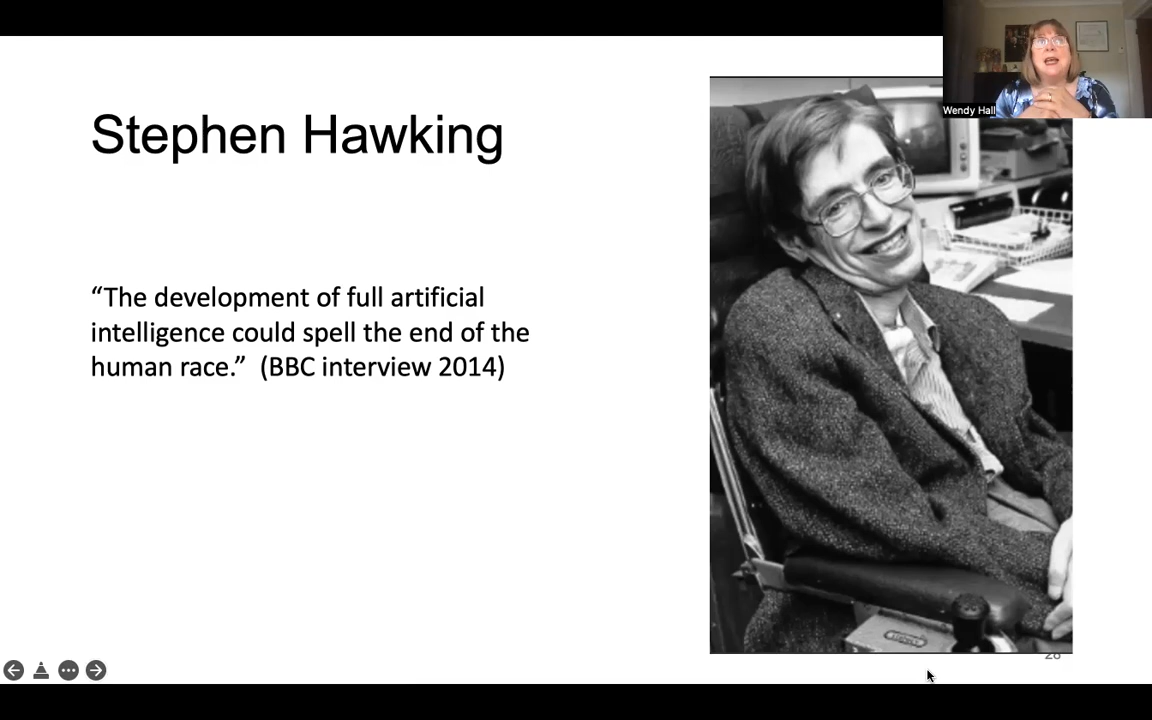 Wendy Hall
Stephen Hawking
“The development of full artificial
intelligence could spell the end of the
human race.”  (BBC interview 2014)